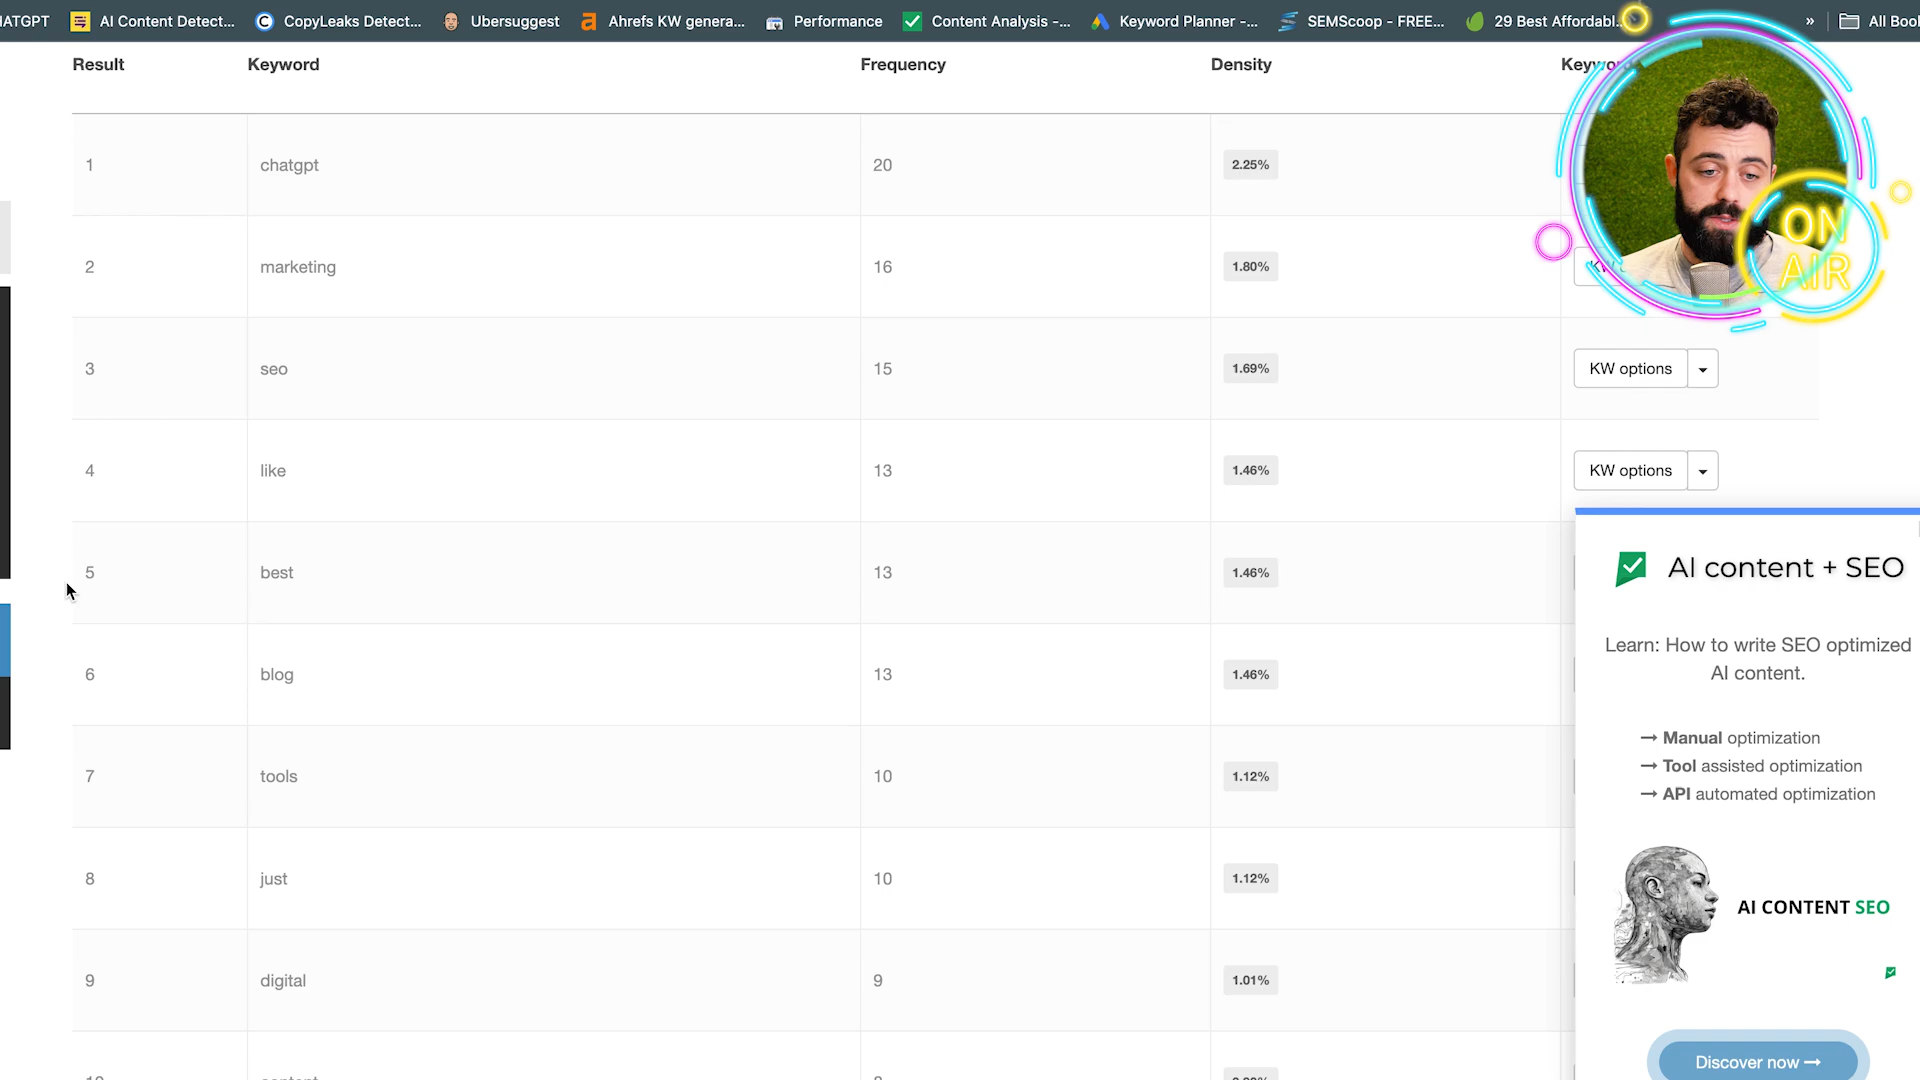 HATGPT AI Content Detect... CopyLeaks Detect... Ubersuggest Ahrefs KW genera... Performance Content Analysis -... Keyword Planner -... SEMScoop - FREE... 29 Best Affordabl... » All Bool
Result Keyword Frequency Density
1 chatgpt 20 2.25%
2 marketing 16 1.80%
ON
AIR
3 seo 15 1.69% KW options
4 like 13 1.46% KW options
5 best 13 1.46%
6 blog 13 1.46%
7 tools 10 1.12%
8 just 10 1.12%
9 digital 9 1.01%
AI content + SEO
Learn: How to write SEO optimized
AI content.
→ Manual optimization
→ Tool assisted optimization
→ API automated optimization
AI CONTENT SEO
Discover now →